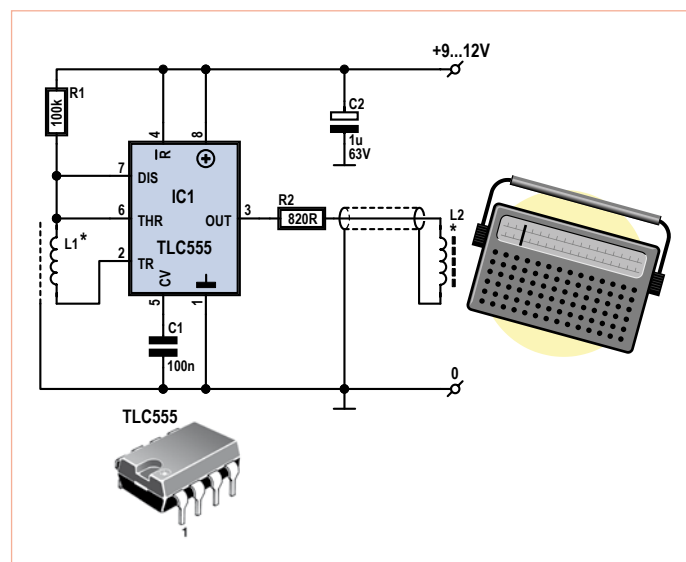 +9...12V
R1
100k
C2
1u
63V
4
8
R
7
DIS
IC1
6
THR
OUT
3
R2
820R
L2
*
L1*
TLC555
2
TR
CV
5
1
C1
100n
0
TLC555
1